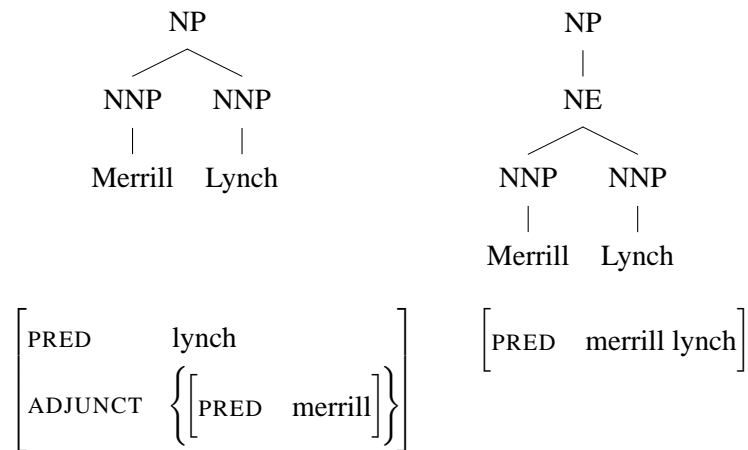 NP
NNP NNP
Merrill Lynch
NP
NE
NNP NNP
Merrill Lynch
PRED lynch
ADJUNCT {[PRED merrill]}
[PRED merrill lynch]